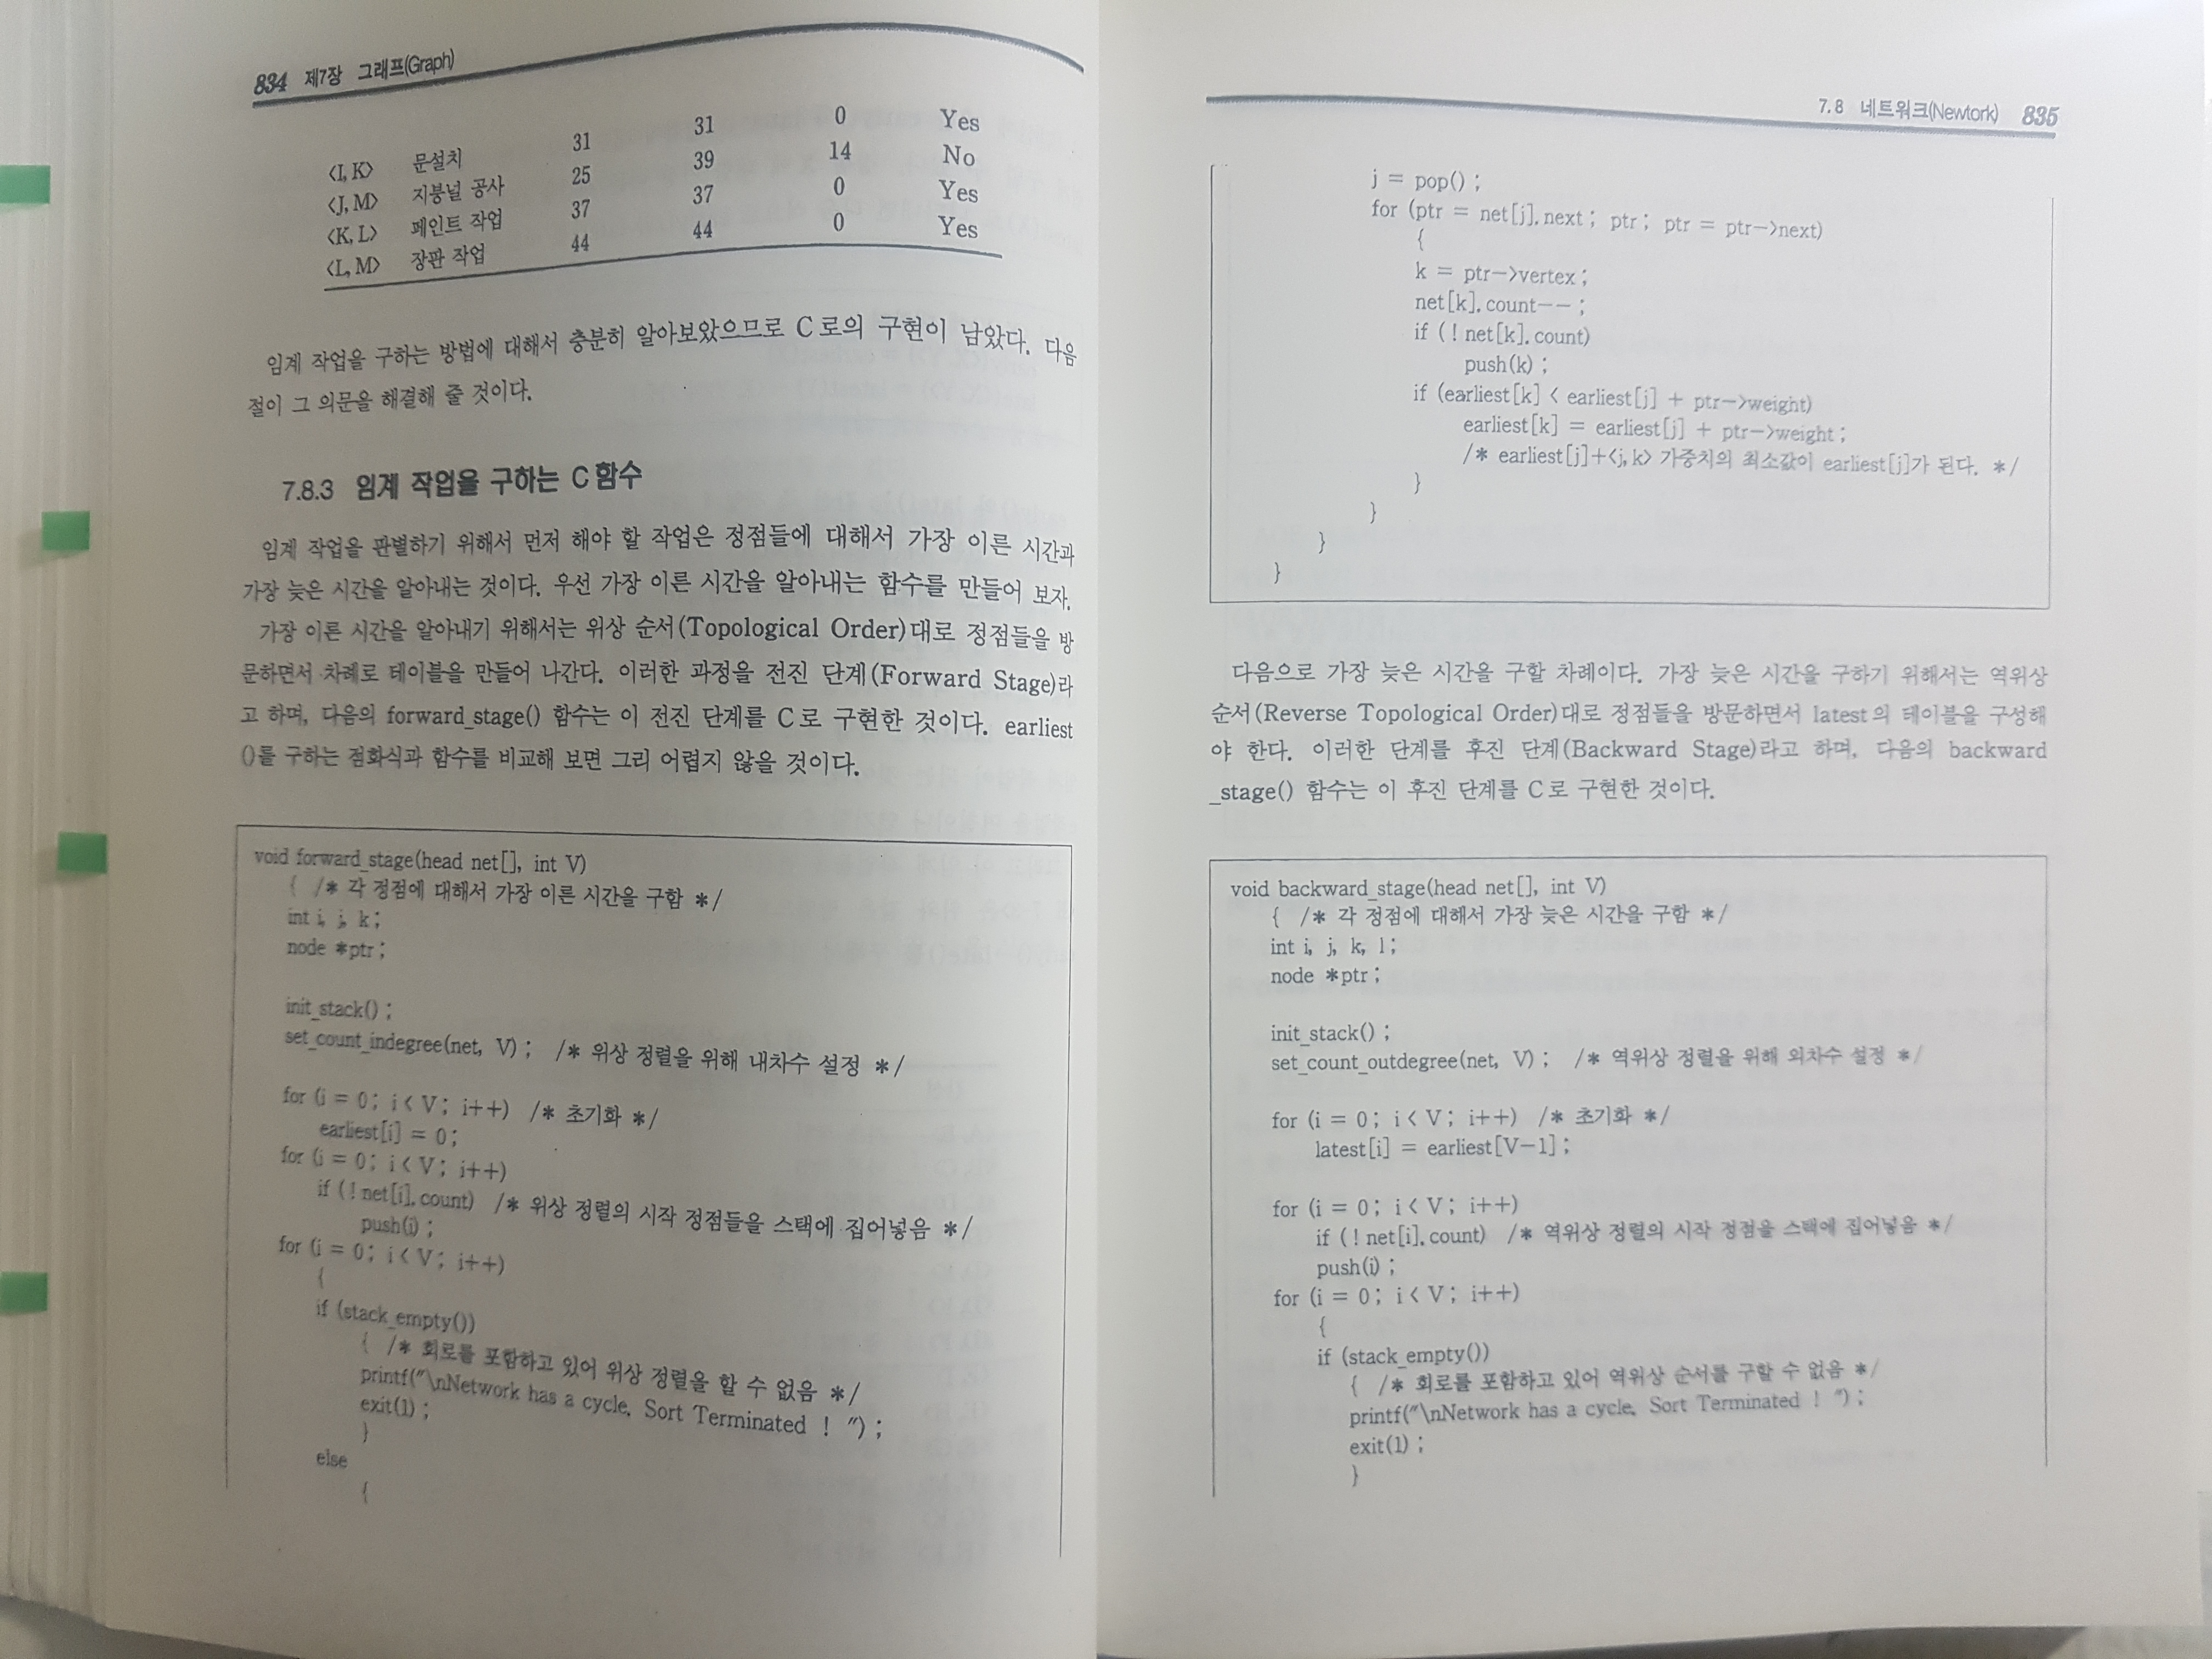 834 제7장 그래프(Graph)
〈I, K〉 문설치 31 31 0 Yes
〈J, M〉 지붕널 공사 25 39 14 No
〈K, L〉 페인트 작업 37 37 0 Yes
〈L, M〉 장판 작업 44 44 0 Yes
임계 작업을 구하는 방법에 대해서 충분히 알아보았으므로 C로의 구현이 남았다. 다음
절이 그 의문을 해결해 줄 것이다.
7.8.3 임계 작업을 구하는 C함수
임계 작업을 판별하기 위해서 먼저 해야 할 작업은 정점들에 대해서 가장 이른 시간과
가장 늦은 시간을 알아내는 것이다. 우선 가장 이른 시간을 알아내는 함수를 만들어 보자.
가장 이른 시간을 알아내기 위해서는 위상 순서(Topological Order)대로 정점들을 방
문하면서 차례로 테이블을 만들어 나간다. 이러한 과정을 전진 단계(Forward Stage)라
고 하며, 다음의 forward_stage() 함수는 이 전진 단계를 C로 구현한 것이다. earliest
()를 구하는 점화식과 함수를 비교해 보면 그리 어렵지 않을 것이다.
void forward_stage(head net[], int V)
{ /* 각 정점에 대해서 가장 이른 시간을 구함 */
int i, j, k;
node *ptr;
init_stack();
set_count_indegree(net, V); /* 위상 정렬을 위해 내차수 설정 */
for (i = 0; i < V; i++) /* 초기화 */
earliest[i] = 0;
for (i = 0; i < V; i++)
if (!net[i].count) /* 위상 정렬의 시작 정점들을 스택에 집어넣음 */
push(i);
for (i = 0; i < V; i++)
{
if (stack_empty())
{ /* 회로를 포함하고 있어 위상 정렬을 할 수 없음 */
printf("\nNetwork has a cycle. Sort Terminated ! ");
exit(1);
}
else
{
7.8 네트워크(Newtork) 835
j = pop();
for (ptr = net[j].next; ptr; ptr = ptr->next)
{
k = ptr->vertex;
net[k].count--;
if (!net[k].count)
push(k);
if (earliest[k] < earliest[j] + ptr->weight)
earliest[k] = earliest[j] + ptr->weight;
/* earliest[j]+<j, k> 가중치의 최소값이 earliest[j]가 된다. */
}
}
}
}
다음으로 가장 늦은 시간을 구할 차례이다. 가장 늦은 시간을 구하기 위해서는 역위상
순서(Reverse Topological Order)대로 정점들을 방문하면서 latest의 테이블을 구성해
야 한다. 이러한 단계를 후진 단계(Backward Stage)라고 하며, 다음의 backward
_stage() 함수는 이 후진 단계를 C로 구현한 것이다.
void backward_stage(head net[], int V)
{ /* 각 정점에 대해서 가장 늦은 시간을 구함 */
int i, j, k, l;
node *ptr;
init_stack();
set_count_outdegree(net, V); /* 역위상 정렬을 위해 외차수 설정 */
for (i = 0; i < V; i++) /* 초기화 */
latest[i] = earliest[V-1];
for (i = 0; i < V; i++)
if (!net[i].count) /* 역위상 정렬의 시작 정점을 스택에 집어넣음 */
push(i);
for (i = 0; i < V; i++)
{
if (stack_empty())
{ /* 회로를 포함하고 있어 역위상 순서를 구할 수 없음 */
printf("\nNetwork has a cycle. Sort Terminated ! ");
exit(1);
}